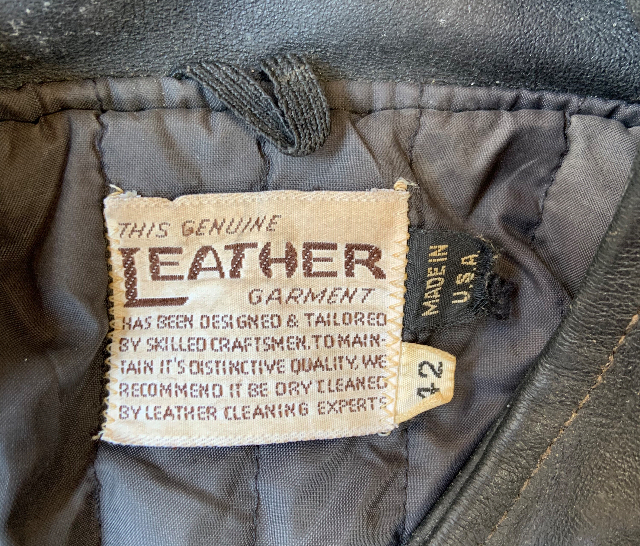 THIS GENUINE
LEATHER
GARMENT
HAS BEEN DESIGNED & TAILORED
BY SKILLED CRAFTSMEN. TO MAIN-
TAIN IT'S DISTINCTIVE QUALITY, WE
RECOMMEND IT BE DRY CLEANED
BY LEATHER CLEANING EXPERTS
MADE IN
U.S.A.
42